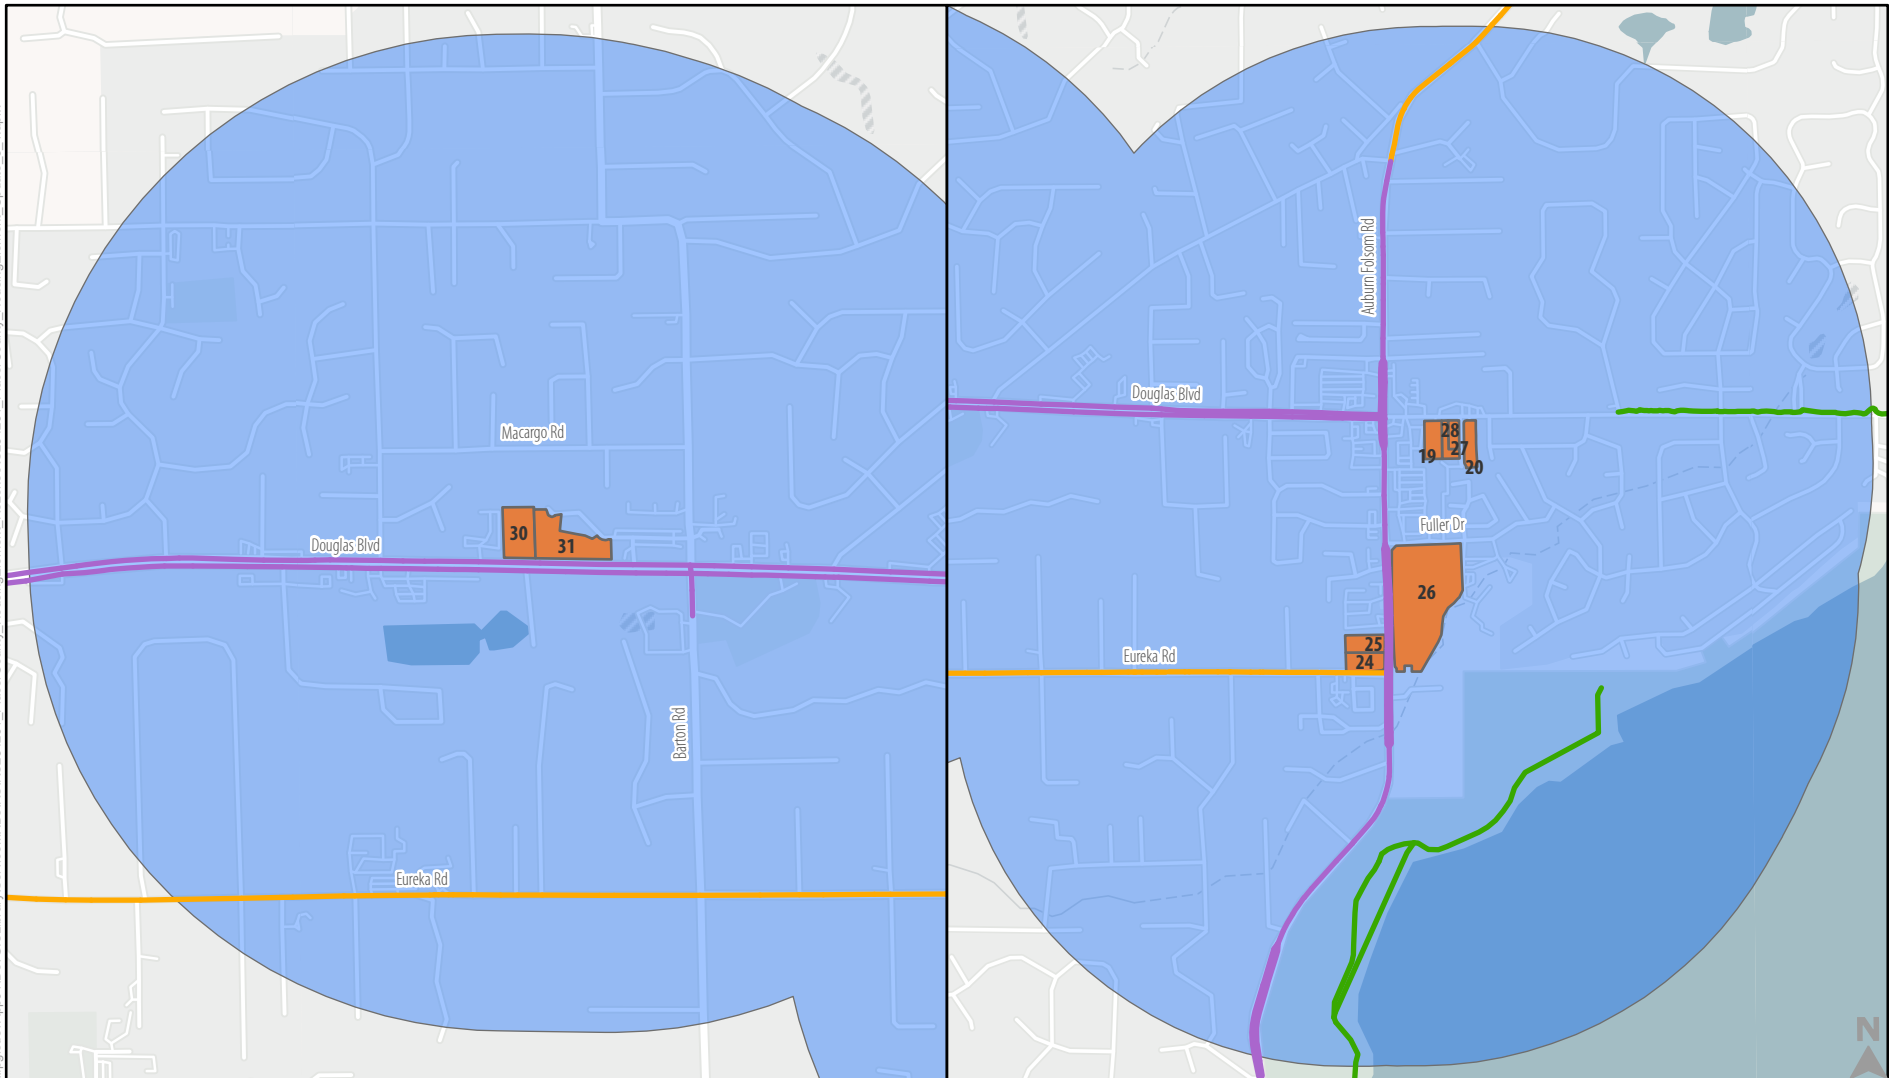 Macargo Rd
30
31
Douglas Blvd
Barton Rd
Eureka Rd
Auburn Folsom Rd
Douglas Blvd
28
27
19
20
Fuller Dr
26
25
24
Eureka Rd
N